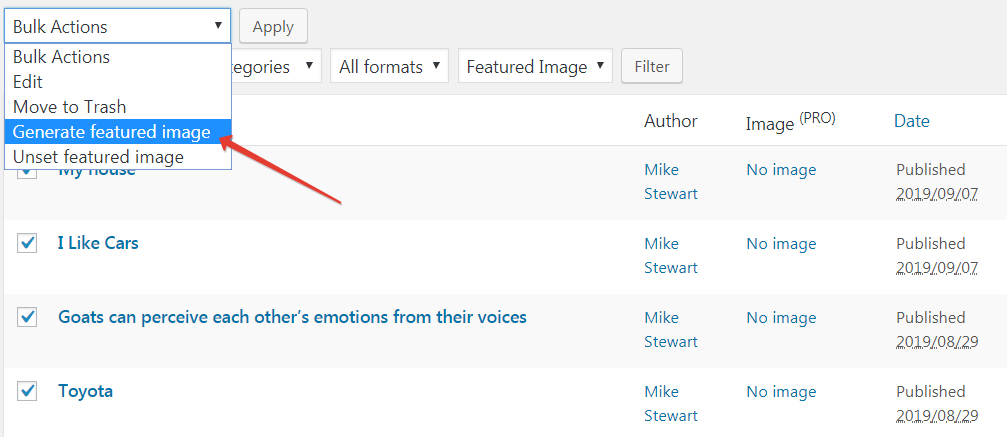 Bulk Actions Apply
Bulk Actions
Edit
Move to Trash
Generate featured image
Unset featured image
tegories All formats Featured Image Filter
Author Image (PRO) Date
My house Mike Stewart No image Published 2019/09/07
I Like Cars Mike Stewart No image Published 2019/09/07
Goats can perceive each other's emotions from their voices Mike Stewart No image Published 2019/08/29
Toyota Mike Stewart No image Published 2019/08/29